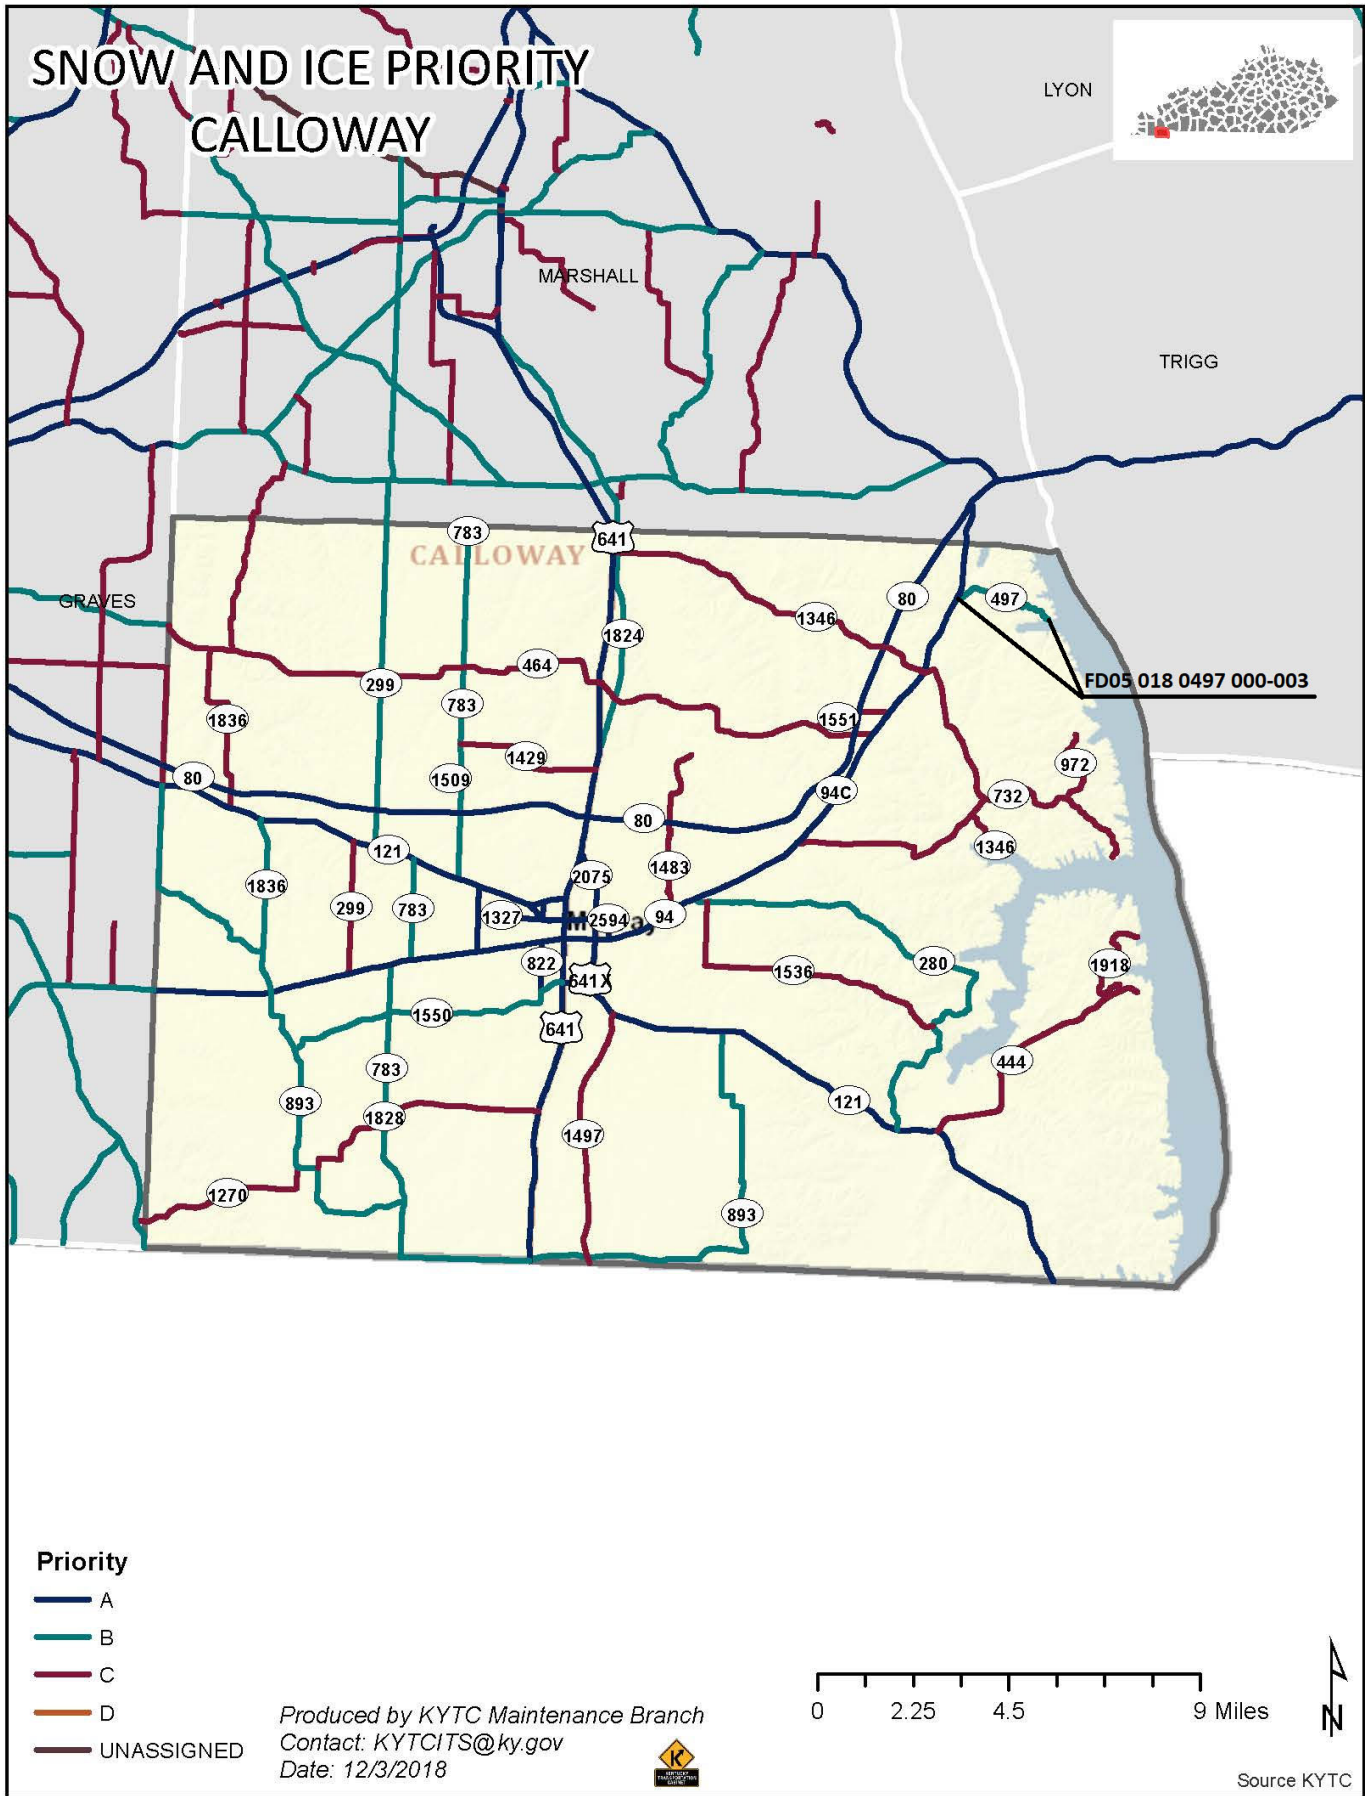 SNOW AND ICE PRIORITY
CALLOWAY
LYON
MARSHALL
TRIGG
GRAVES
CALLOWAY
783
641
80
497
1346
1824
464
299
FD05 018 0497 000-003
783
1836
1551
1429
972
80
1509
94C
732
80
121
1346
1483
2075
1836
299
783
1327
2594
94
822
280
1918
1536
641X
1550
641
444
783
893
121
1828
1497
1270
893
Priority
A
B
C
D
UNASSIGNED
Produced by KYTC Maintenance Branch
Contact: KYTCITS@ky.gov
Date: 12/3/2018
0 2.25 4.5 9 Miles
N
Source KYTC